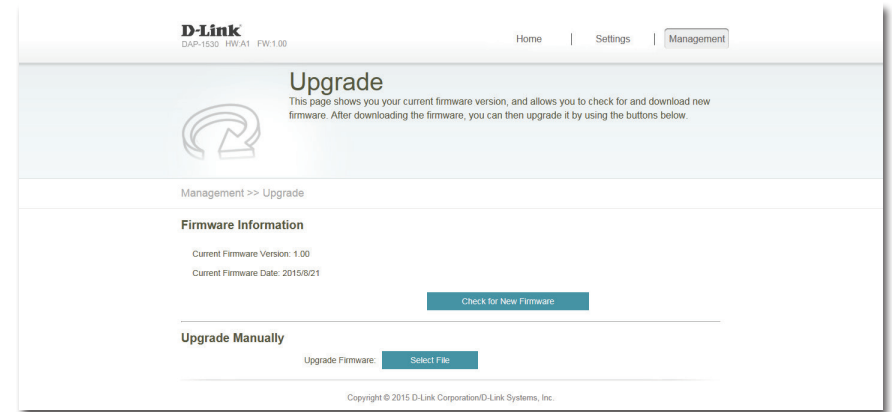 D-Link
DAP-1530 HW:A1 FW:1.00
Home | Settings | Management
Upgrade
This page shows you your current firmware version, and allows you to check for and download new
firmware. After downloading the firmware, you can then upgrade it by using the buttons below.
Management >> Upgrade
Firmware Information
Current Firmware Version: 1.00
Current Firmware Date: 2015/8/21
Check for New Firmware
Upgrade Manually
Upgrade Firmware: Select File
Copyright © 2015 D-Link Corporation/D-Link Systems, Inc.